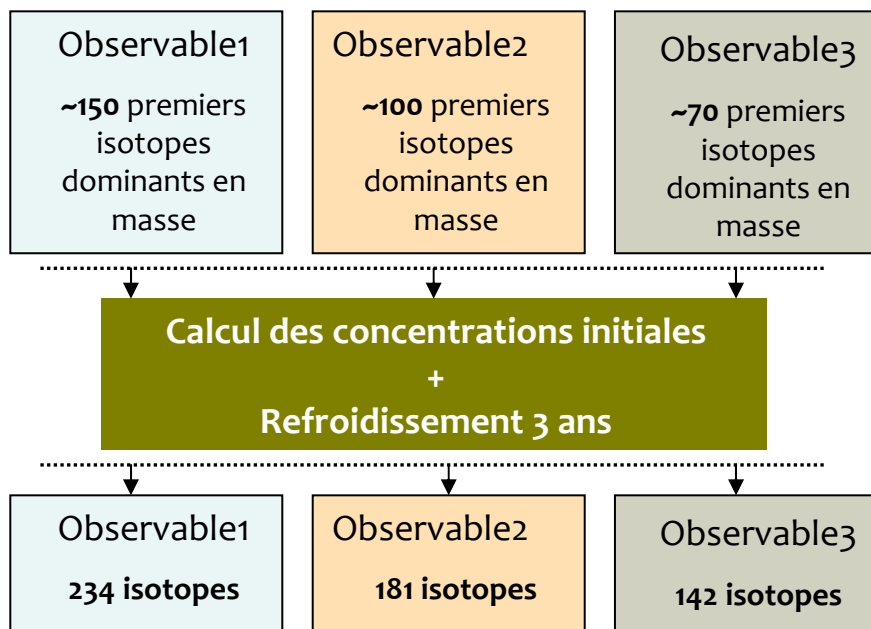 Observable1
~150 premiers
isotopes
dominants en
masse
Observable2
~100 premiers
isotopes
dominants en
masse
Observable3
~70 premiers
isotopes
dominants en
masse
Calcul des concentrations initiales
+
Refroidissement 3 ans
Observable1
234 isotopes
Observable2
181 isotopes
Observable3
142 isotopes